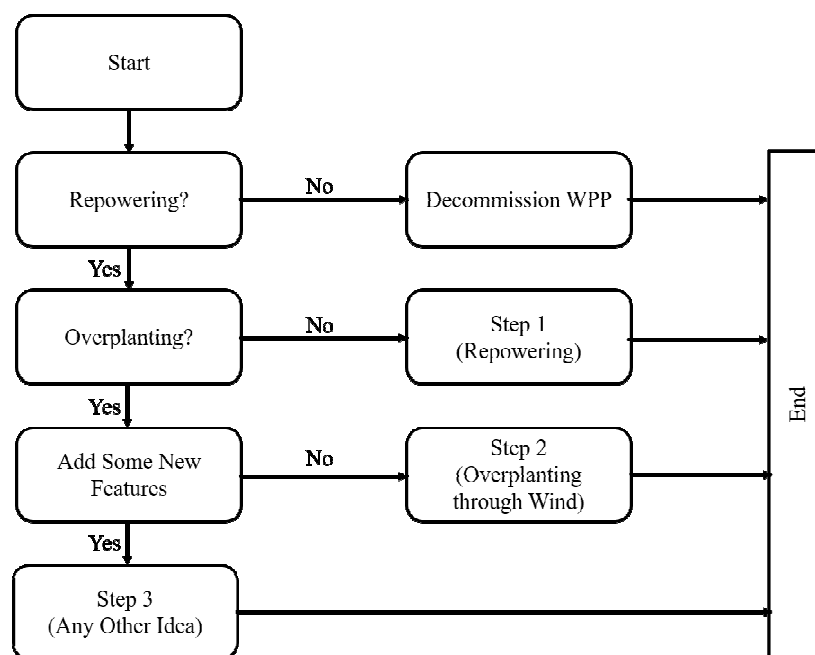 Start
Repowering?
No
Decommission WPP
Yes
Overplanting?
No
Step 1
(Repowering)
Yes
Add Some New
Features
No
Step 2
(Overplanting
through Wind)
Yes
Step 3
(Any Other Idea)
End